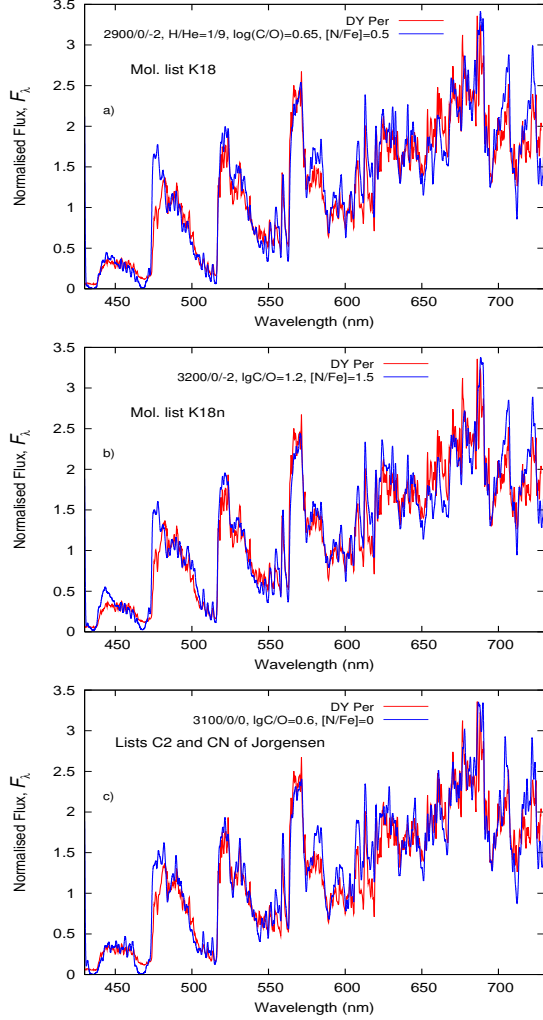 DY Per
2900/0/-2, H/He=1/9, log(C/O)=0.65, [N/Fe]=0.5
Mol. list K18
a)
Normalised Flux, Fλ
3.5
3
2.5
2
1.5
1
0.5
0
450 500 550 600 650 700
Wavelength (nm)
DY Per
3200/0/-2, lgC/O=1.2, [N/Fe]=1.5
Mol. list K18n
b)
Normalised Flux, Fλ
3.5
3
2.5
2
1.5
1
0.5
0
450 500 550 600 650 700
Wavelength (nm)
DY Per
3100/0/0, lgC/O=0.6, [N/Fe]=0
Lists C2 and CN of Jorgensen
c)
Normalised Flux, Fλ
3.5
3
2.5
2
1.5
1
0.5
0
450 500 550 600 650 700
Wavelength (nm)